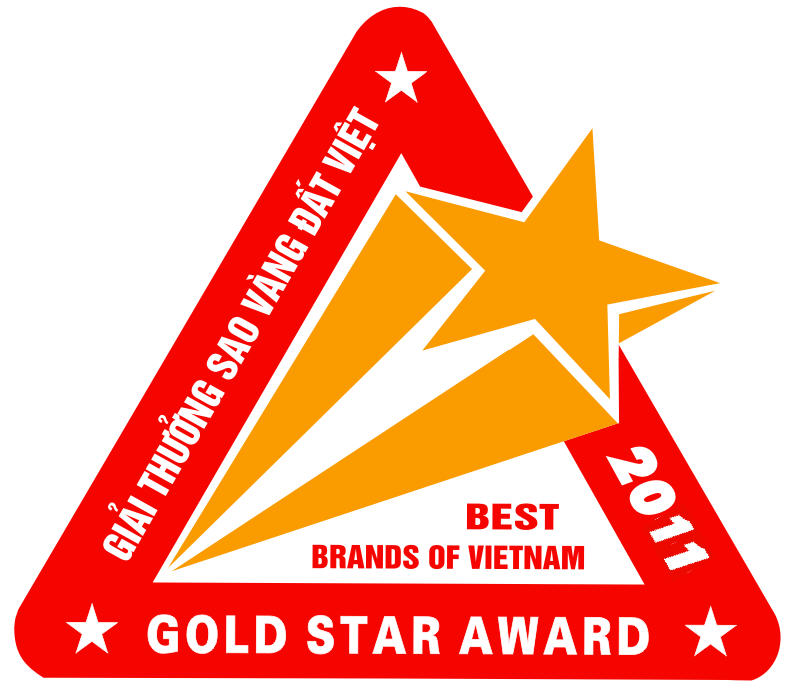 GIẢI THƯỞNG SAO VÀNG ĐẤT VIỆT
2011
BEST
BRANDS OF VIETNAM
GOLD STAR AWARD